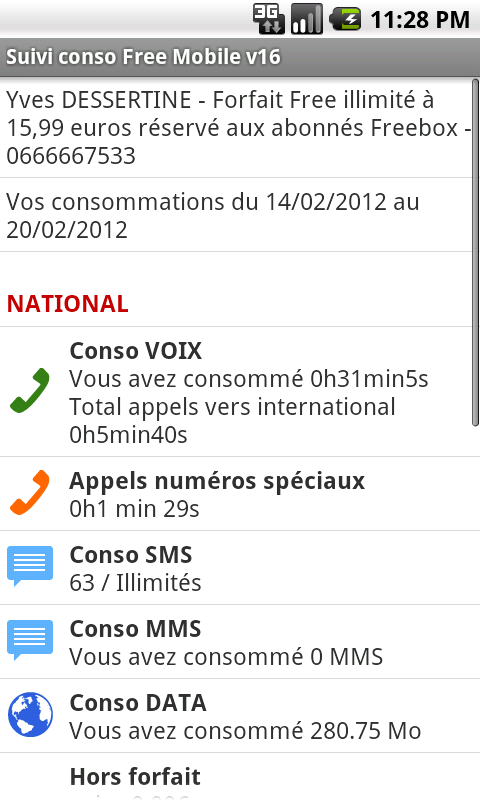 3G
11:28 PM
Suivi conso Free Mobile v16
Yves DESSERTINE - Forfait Free illimité à
15,99 euros réservé aux abonnés Freebox -
0666667533
Vos consommations du 14/02/2012 au
20/02/2012
NATIONAL
Conso VOIX
Vous avez consommé 0h31min5s
Total appels vers international
0h5min40s
Appels numéros spéciaux
0h1 min 29s
Conso SMS
63 / Illimités
Conso MMS
Vous avez consommé 0 MMS
Conso DATA
Vous avez consommé 280.75 Mo
Hors forfait